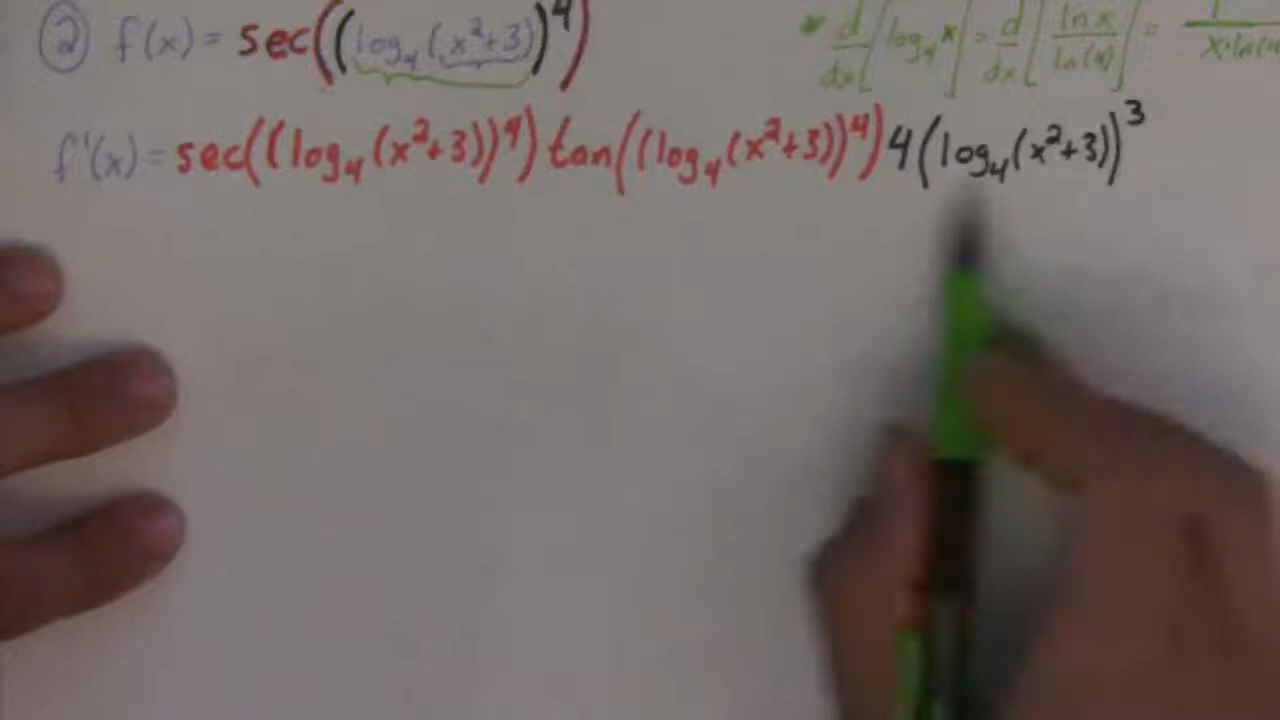 ② f(x) = sec((log₄(x²+3))⁴)
* d/dx[log₄x] = d/dx[ln x/ln(4)] =
f'(x) = sec((log₄(x²+3))⁴) tan((log₄(x²+3))⁴) 4(log₄(x²+3))³